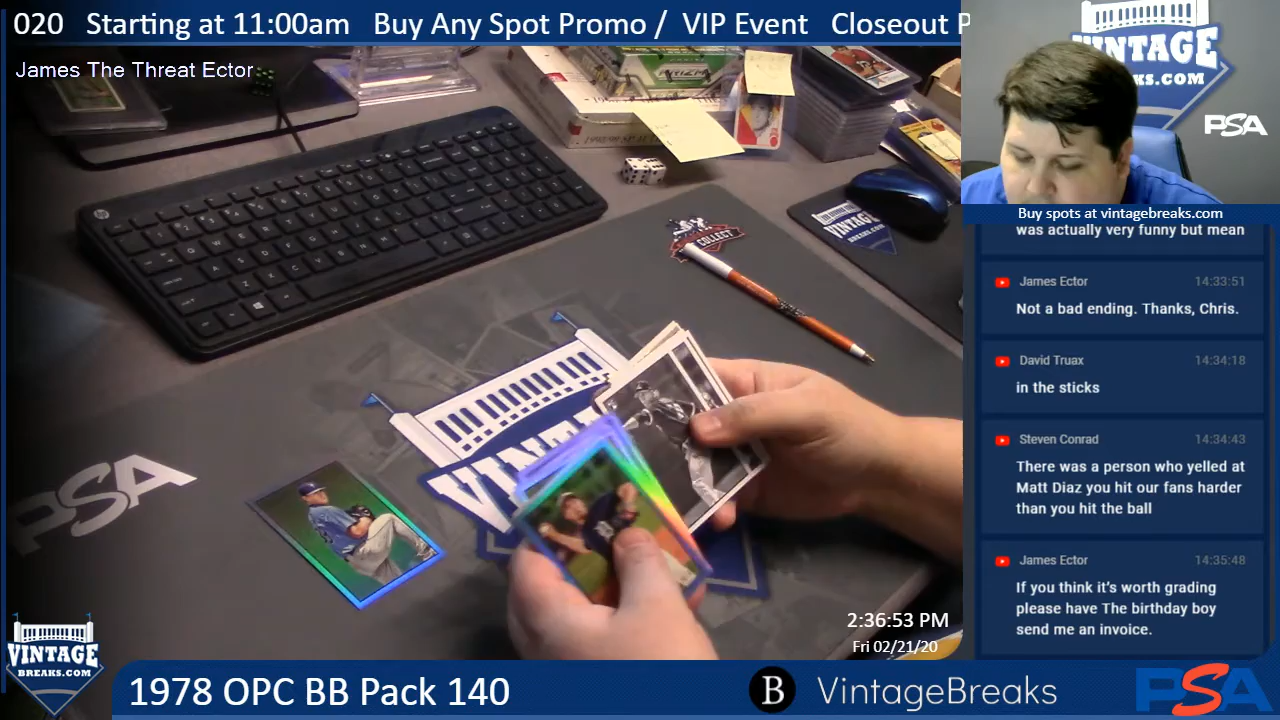 020 Starting at 11:00am Buy Any Spot Promo / VIP Event Closeout P
James The Threat Ector
VINTAGE
BREAKS.COM
PSA
Buy spots at vintagebreaks.com
was actually very funny but mean
James Ector 14:33:51
Not a bad ending. Thanks, Chris.
David Truax 14:34:18
in the sticks
Steven Conrad 14:34:43
There was a person who yelled at
Matt Diaz you hit our fans harder
than you hit the ball
James Ector 14:35:48
If you think it's worth grading
please have The birthday boy
send me an invoice.
COLLECT
VINTAGE
VINT
PSA
2:36:53 PM
Fri 02/21/20
VINTAGE
BREAKS.COM
1978 OPC BB Pack 140
B VintageBreaks
PSA